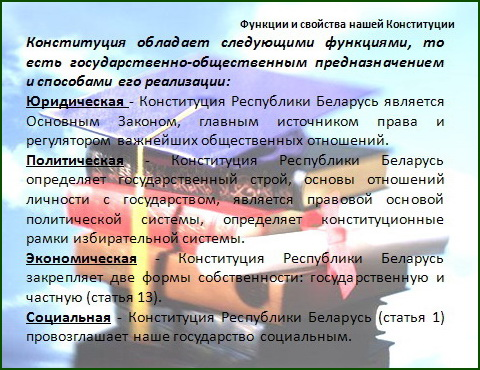 Функции и свойства нашей Конституции
Конституция обладает следующими функциями, то
есть государственно-общественным предназначением
и способами его реализации:
Юридическая - Конституция Республики Беларусь является
Основным Законом, главным источником права и
регулятором важнейших общественных отношений.
Политическая - Конституция Республики Беларусь
определяет государственный строй, основы отношений
личности с государством, является правовой основой
политической системы, определяет конституционные
рамки избирательной системы.
Экономическая - Конституция Республики Беларусь
закрепляет две формы собственности: государственную и
частную (статья 13).
Социальная - Конституция Республики Беларусь (статья 1)
провозглашает наше государство социальным.